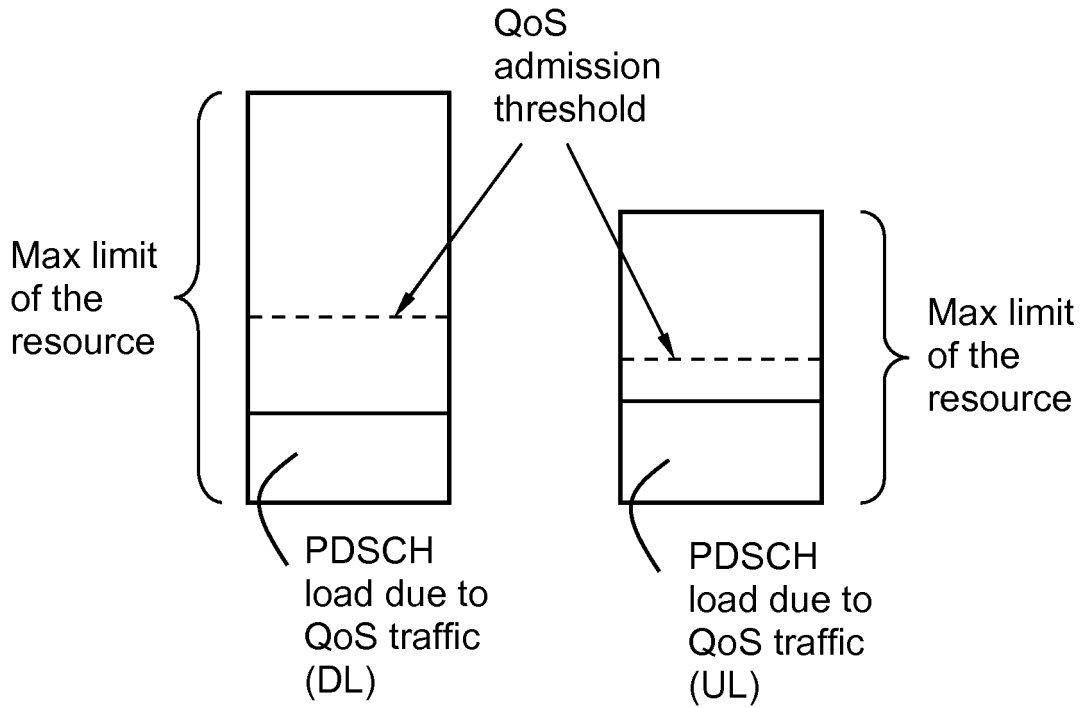 QoS
admission
threshold
Max limit
of the
resource
Max limit
of the
resource
PDSCH
load due to
QoS traffic
(DL)
PDSCH
load due to
QoS traffic
(UL)